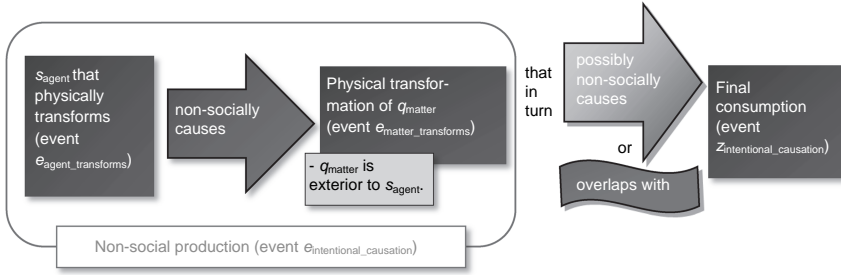 s_agent that
physically
transforms
(event
e_agent_transforms)
non-socially
causes
Physical transfor-
mation of q_matter
(event e_matter_transforms)
- q_matter is
exterior to s_agent.
that
in
turn
possibly
non-socially
causes
or
overlaps with
Final
consumption
(event
z_intentional_causation)
Non-social production (event e_intentional_causation)